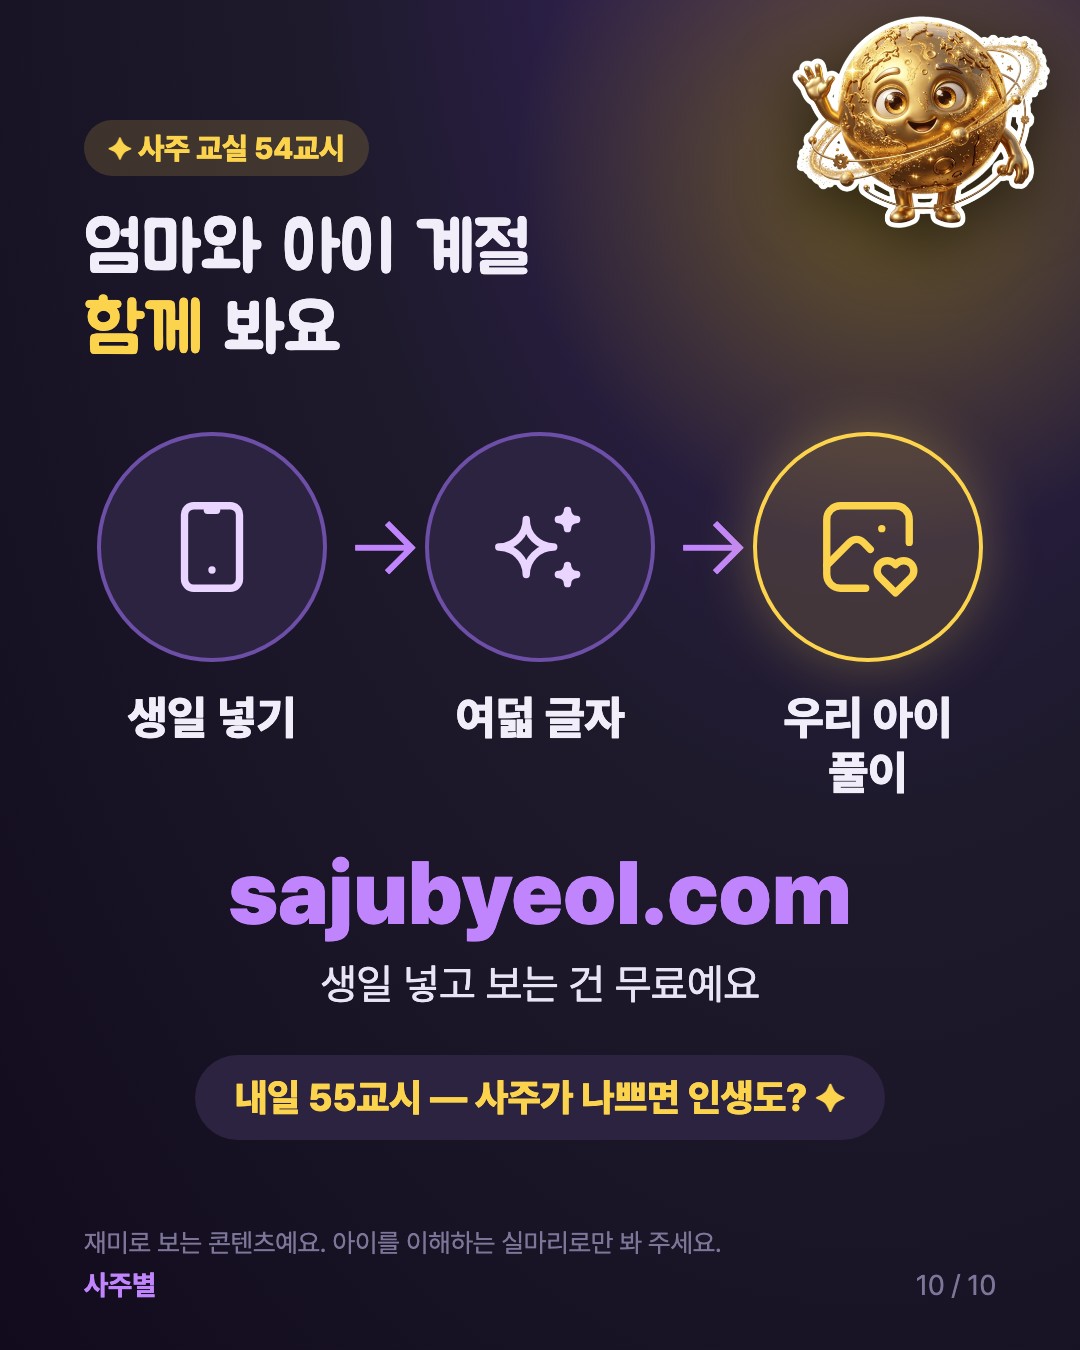 ✦ 사주 교실 54교시
엄마와 아이 계절
함께 봐요
생일 넣기
여덟 글자
우리 아이
풀이
sajubyeol.com
생일 넣고 보는 건 무료예요
내일 55교시 — 사주가 나쁘면 인생도? ✦
재미로 보는 콘텐츠예요. 아이를 이해하는 실마리로만 봐 주세요.
사주별
10 / 10